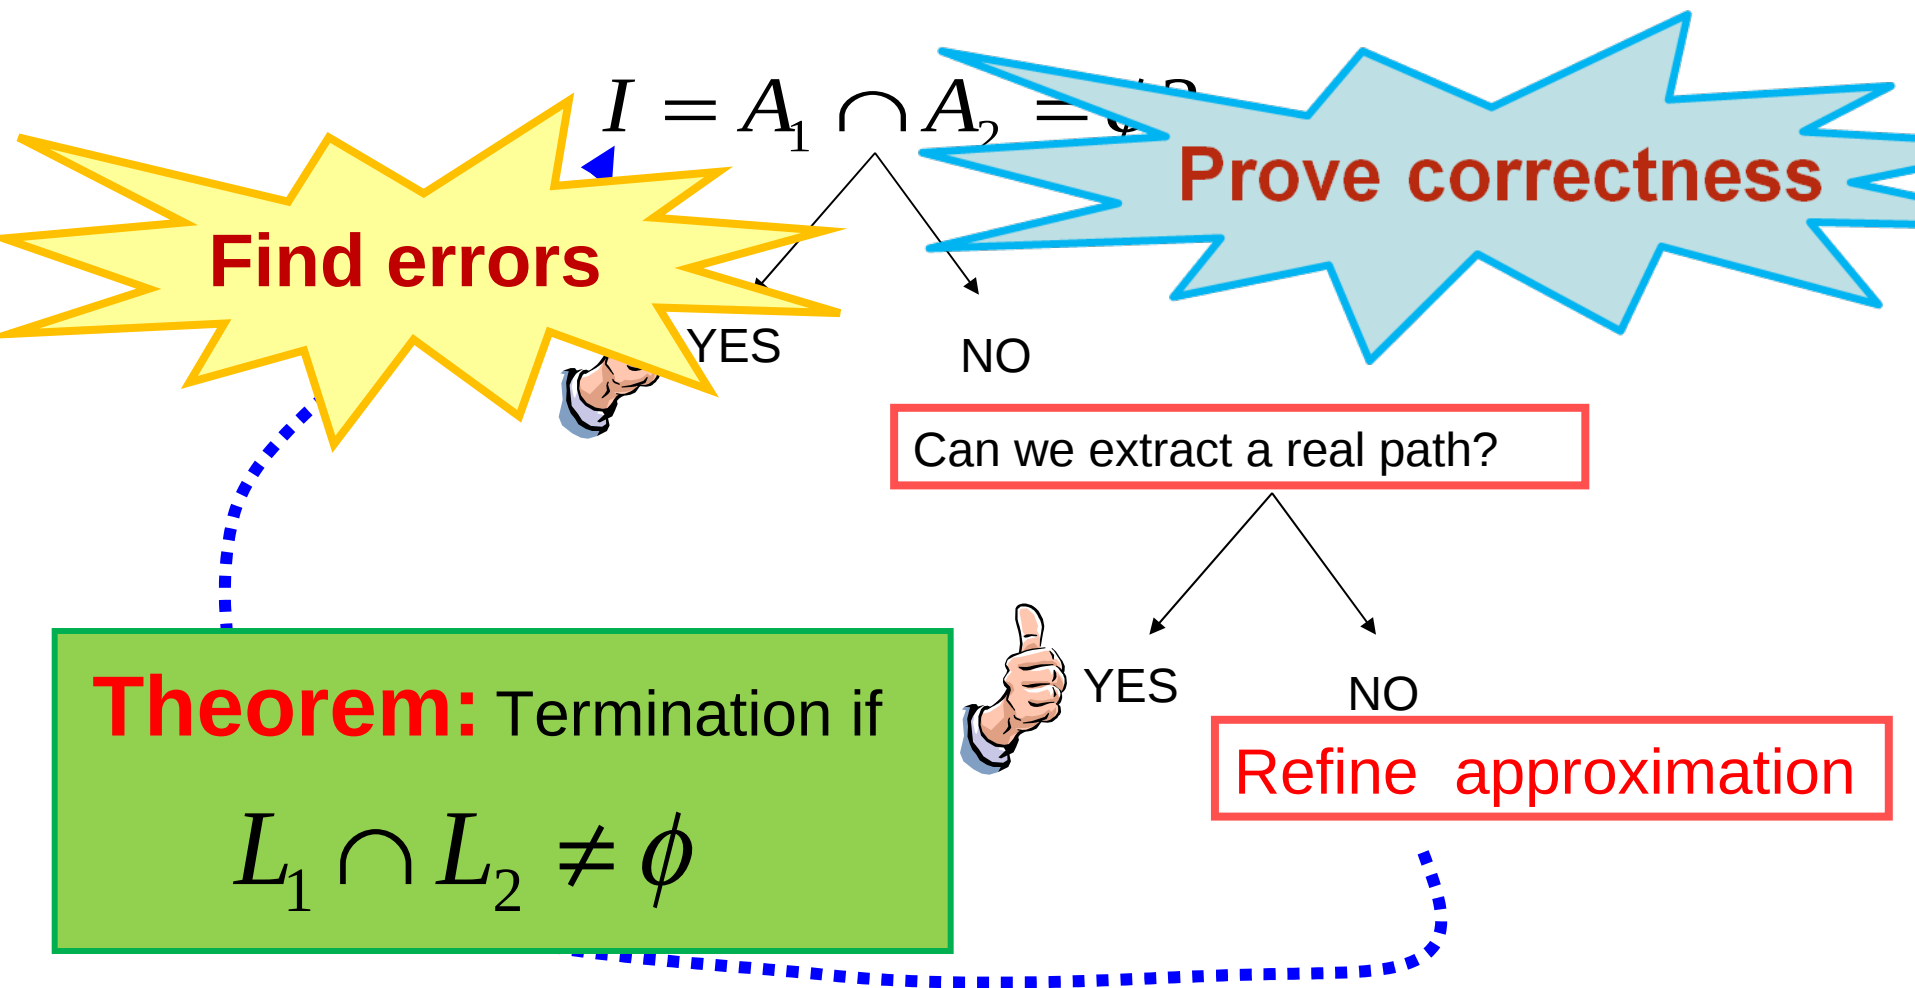 I = A₁ ∩ A₂ = ϕ?
Prove correctness
Find errors
YES
NO
Can we extract a real path?
YES
NO
Theorem: Termination if
Refine approximation
L₁ ∩ L₂ ≠ ϕ